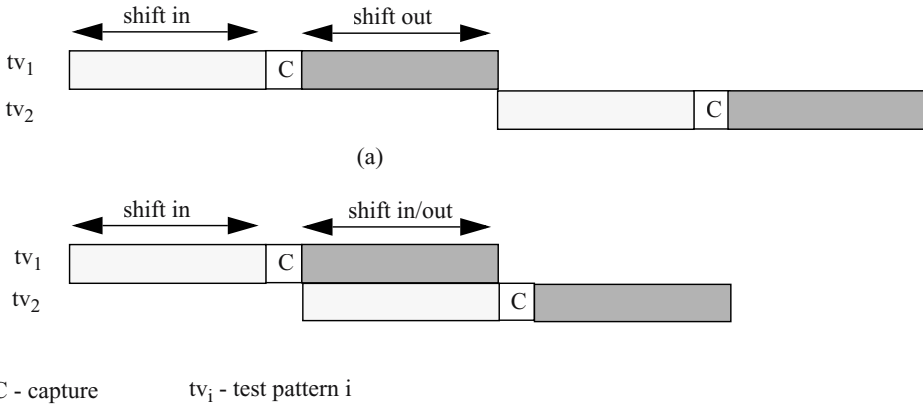 shift in shift out
tv1 C
tv2 C
(a)
shift in shift in/out
tv1 C
tv2 C
C - capture tvi - test pattern i